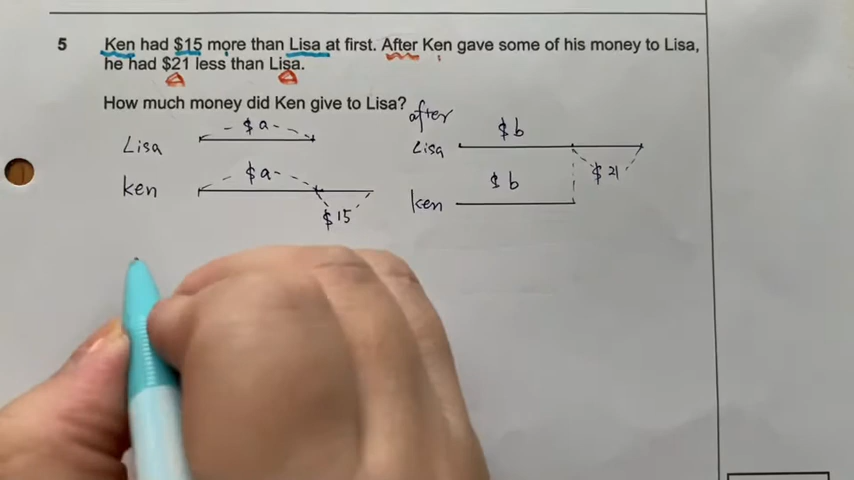 5 Ken had $15 more than Lisa at first. After Ken gave some of his money to Lisa,
he had $21 less than Lisa.
How much money did Ken give to Lisa?
after
Lisa $a
Lisa $b $21
ken $a $15
ken $b